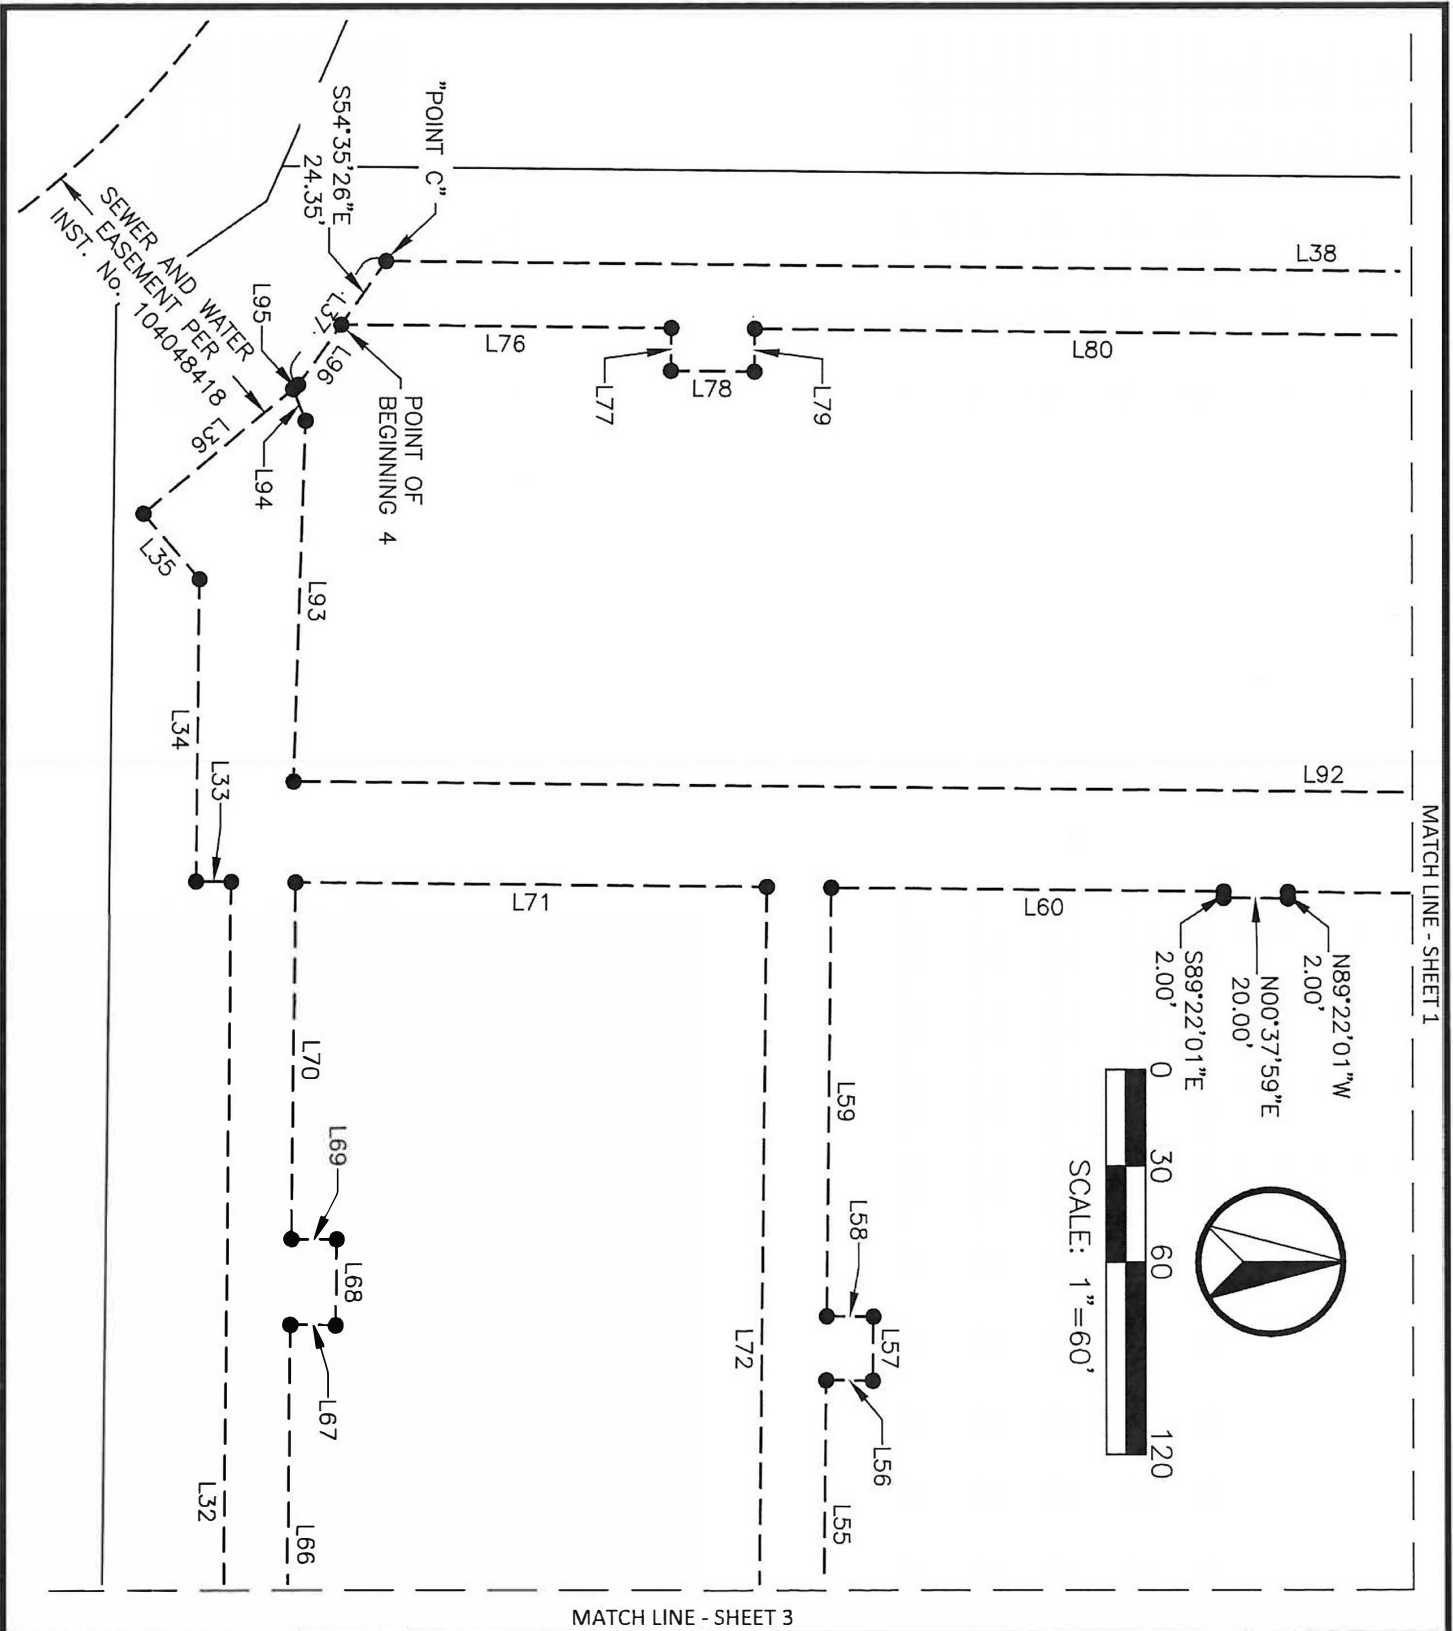 "POINT C"
S54°35'26"E
24.35'
SEWER AND WATER
EASEMENT PER
INST. No. 104048418
L95
L37
L96
L36
L94
L35
POINT OF
BEGINNING 4
L38
L76
L77
L78
L79
L80
L93
L34
L33
L92
MATCH LINE - SHEET 1
L71
L60
N89°22'01"W
2.00'
N00°37'59"E
20.00'
S89°22'01"E
2.00'
L70
L69
L68
L67
L66
L32
L72
L59
L58
L57
L56
L55
0
30
60
120
SCALE: 1"=60'
MATCH LINE - SHEET 3